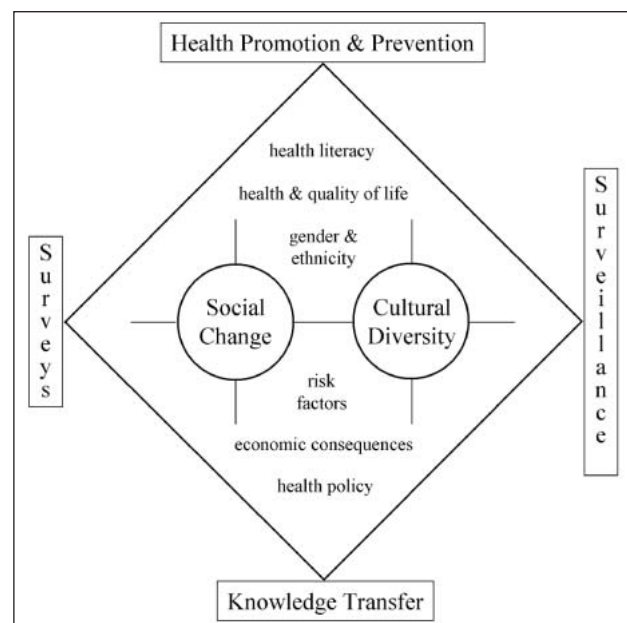 Health Promotion & Prevention
health literacy
health & quality of life
gender &
ethnicity
Surveys
Social
Change
Cultural
Diversity
Surveillance
risk
factors
economic consequences
health policy
Knowledge Transfer